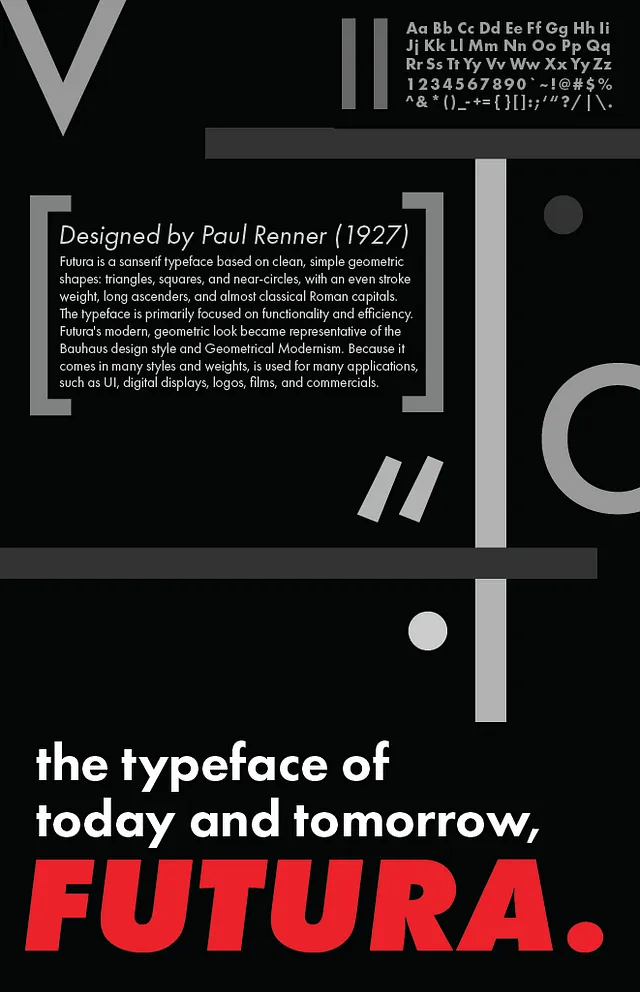 V
Aa Bb Cc Dd Ee Ff Gg Hh Ii
Jj Kk Ll Mm Nn Oo Pp Qq
Rr Ss Tt Yy Vv Ww Xx Yy Zz
1234567890`~!@#$%
^&*()_-+={}[]:;‘“?/|\.
Designed by Paul Renner (1927)
Futura is a sanserif typeface based on clean, simple geometric
shapes: triangles, squares, and near-circles, with an even stroke
weight, long ascenders, and almost classical Roman capitals.
The typeface is primarily focused on functionality and efficiency.
Futura's modern, geometric look became representative of the
Bauhaus design style and Geometrical Modernism. Because it
comes in many styles and weights, is used for many applications,
such as UI, digital displays, logos, films, and commercials.
the typeface of
today and tomorrow,
FUTURA.